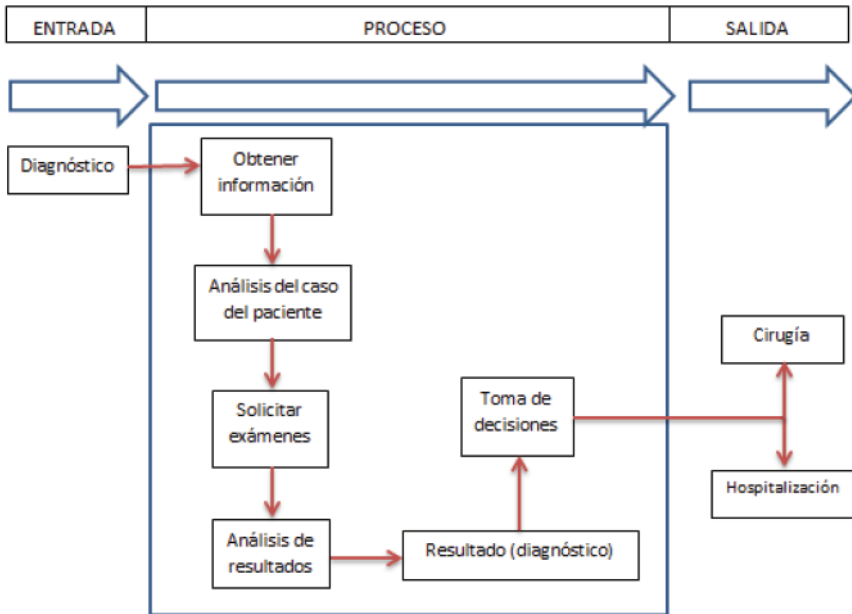 ENTRADA
PROCESO
SALIDA
Diagnóstico
Obtener
información
Análisis del caso
del paciente
Solicitar
exámenes
Análisis de
resultados
Resultado (diagnóstico)
Toma de
decisiones
Cirugía
Hospitalización